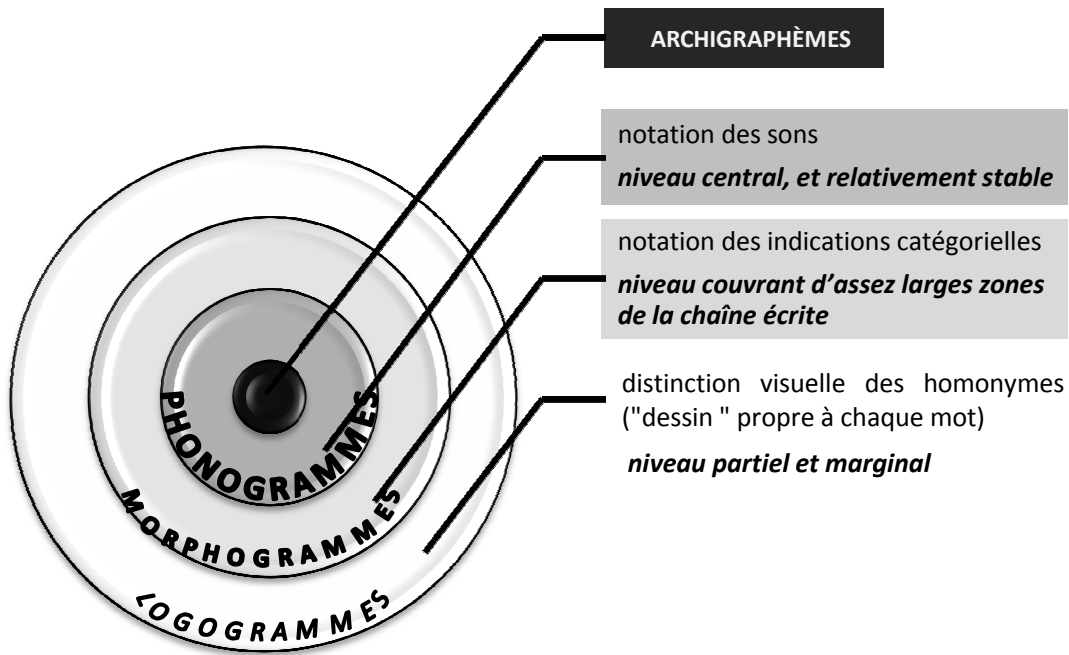 ARCHIGRAPHÈMES
notation des sons
niveau central, et relativement stable
notation des indications catégorielles
niveau couvrant d’assez larges zones
de la chaîne écrite
distinction visuelle des homonymes
("dessin " propre à chaque mot)
niveau partiel et marginal
PHONOGRAMMES
MORPHOGRAMMES
LOGOGRAMMES